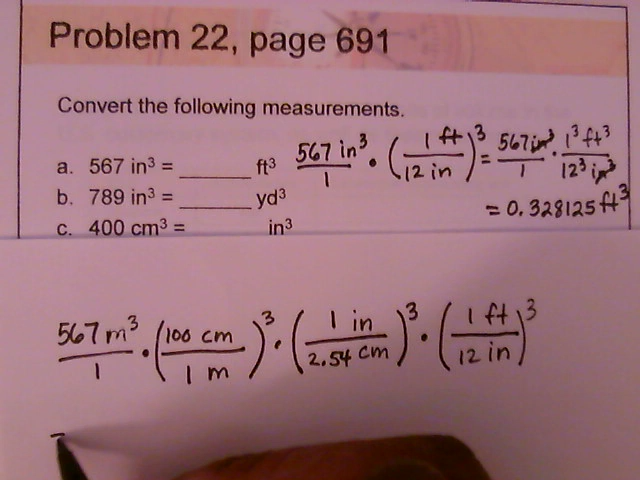 Problem 22, page 691
Convert the following measurements.
a. 567 in³ = ______ ft³
567 in³/1 · (1 ft/12 in)³ = 567 in³/1 · 1³ ft³/12³ in³
b. 789 in³ = ______ yd³
= 0.328125 ft³
c. 400 cm³ = in³
567 m³/1 · (100 cm/1 m)³ · (1 in/2.54 cm)³ · (1 ft/12 in)³